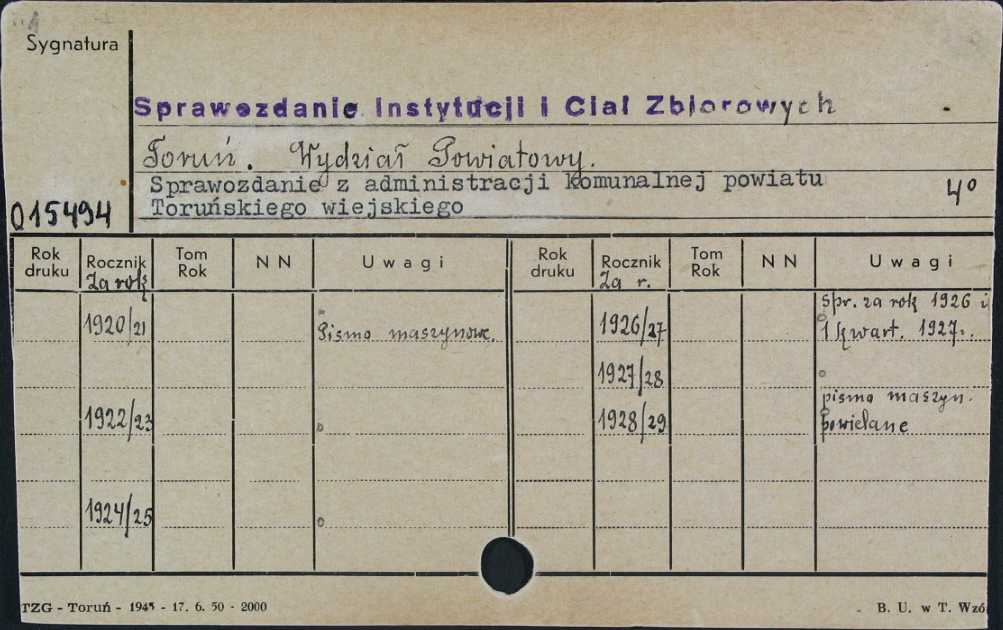 Sygnatura
Sprawozdanie Instytucji i Cial Zbiorowych
Toruń. Wydział Powiatowy.
Sprawozdanie z administracji komunalnej powiatu
Toruńskiego wiejskiego
4°
015494
Rok druku Rocznik Tom Rok NN Uwagi Rok druku Rocznik Tom Rok NN Uwagi
Za rok Za r.
1920/21 Pismo maszynowe. 1926/27 Spr. za rok 1926 i
1 kwart. 1927r.
1927/28
pismo maszyn.
1922/23 1928/29 powielane
1924/25
TZG - Toruń - 1945 - 17. 6. 50 - 2000
B. U. w T. Wzó